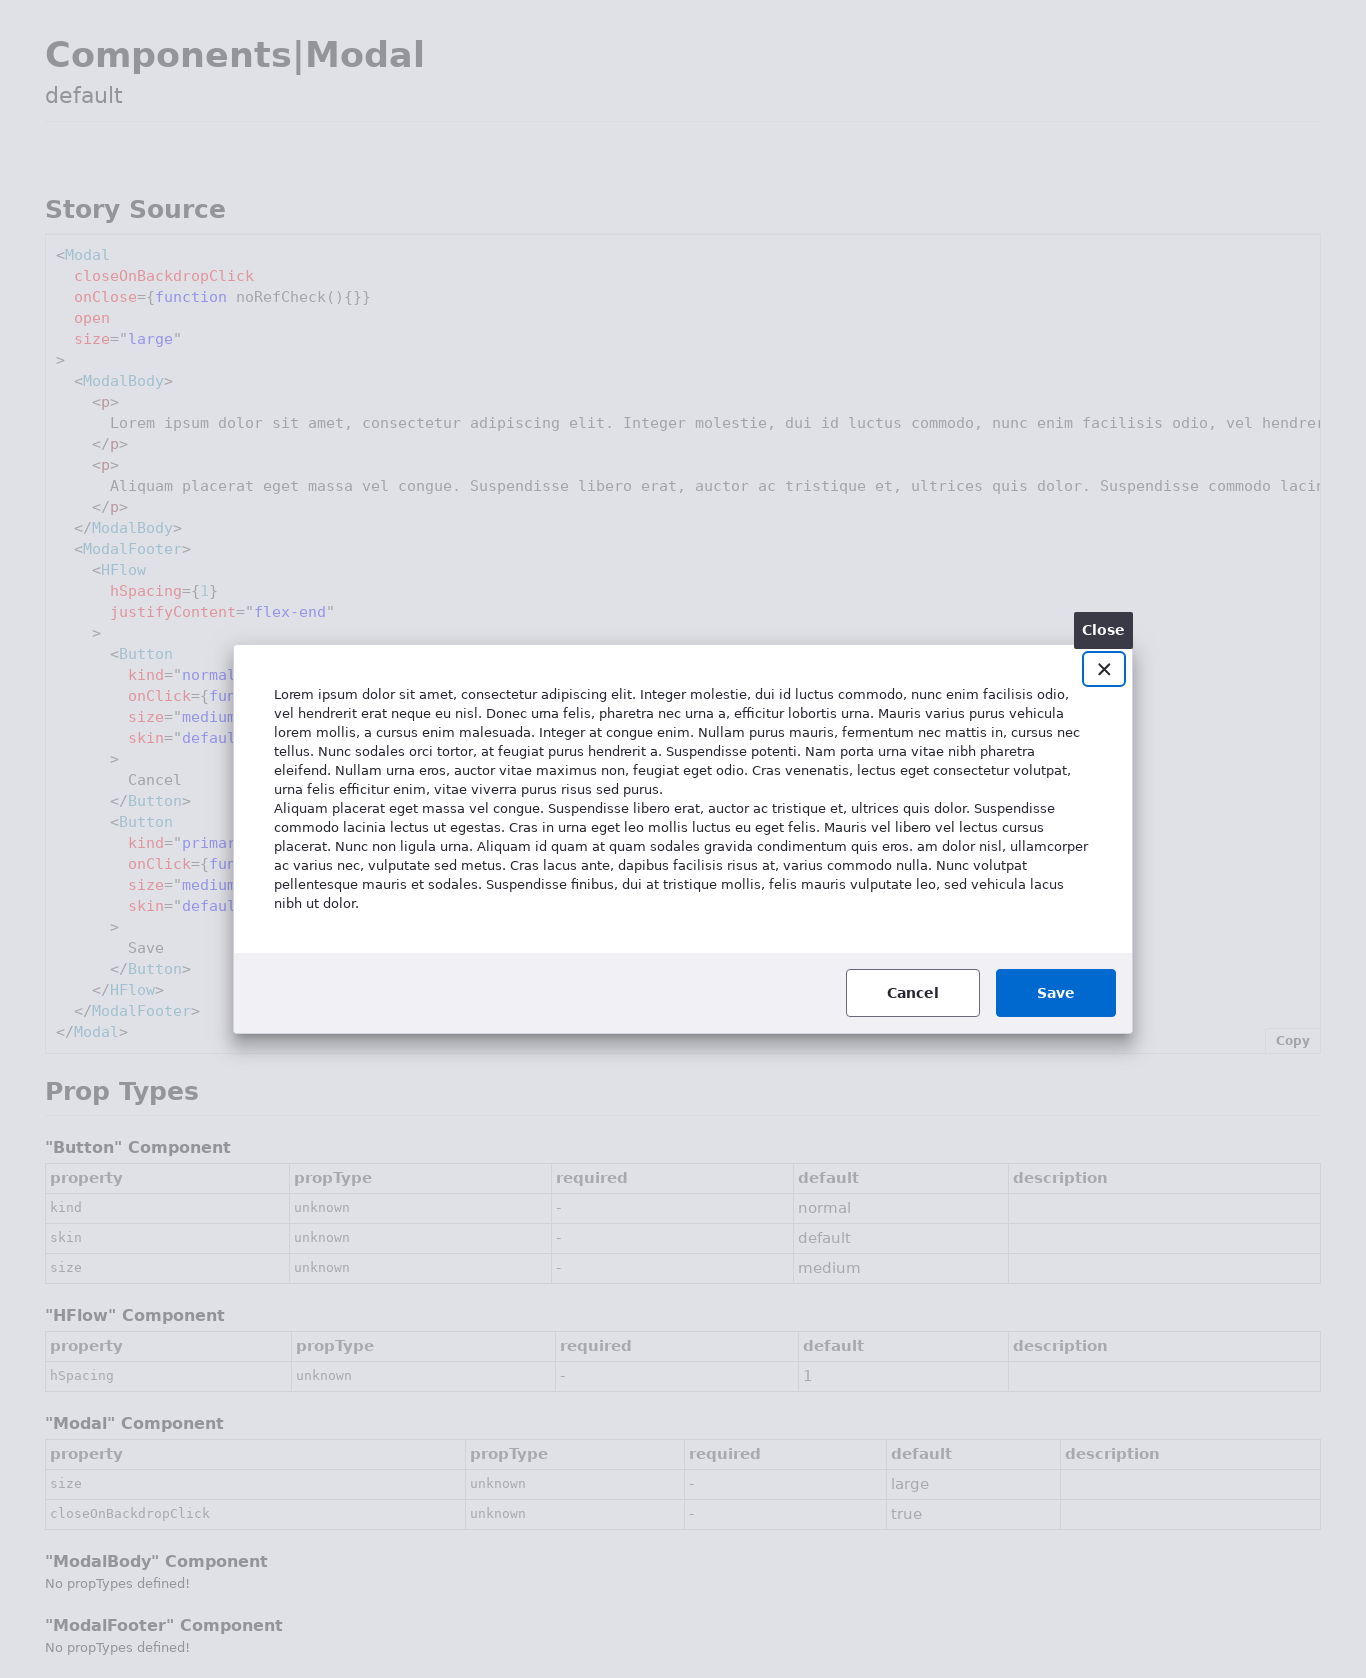 Components|Modal
default
Story Source
<Modal
closeOnBackdropClick
onClose={function noRefCheck(){}}
open
size="large"
>
<ModalBody>
<p>
Lorem ipsum dolor sit amet, consectetur adipiscing elit. Integer molestie, dui id luctus commodo, nunc enim facilisis odio, vel hendrer
</p>
<p>
Aliquam placerat eget massa vel congue. Suspendisse libero erat, auctor ac tristique et, ultrices quis dolor. Suspendisse commodo lacin
</p>
</ModalBody>
<ModalFooter>
<HFlow
hSpacing={1}
justifyContent="flex-end"
>
<Button
kind="normal
onClick={fun
size="medium
skin="defaul
>
Cancel
</Button>
<Button
kind="primar
onClick={fun
size="medium
skin="defaul
>
Save
</Button>
</HFlow>
</ModalFooter>
</Modal>
Copy
Close
Lorem ipsum dolor sit amet, consectetur adipiscing elit. Integer molestie, dui id luctus commodo, nunc enim facilisis odio,
vel hendrerit erat neque eu nisl. Donec urna felis, pharetra nec urna a, efficitur lobortis urna. Mauris varius purus vehicula
lorem mollis, a cursus enim malesuada. Integer at congue enim. Nullam purus mauris, fermentum nec mattis in, cursus nec
tellus. Nunc sodales orci tortor, at feugiat purus hendrerit a. Suspendisse potenti. Nam porta urna vitae nibh pharetra
eleifend. Nullam urna eros, auctor vitae maximus non, feugiat eget odio. Cras venenatis, lectus eget consectetur volutpat,
urna felis efficitur enim, vitae viverra purus risus sed purus.
Aliquam placerat eget massa vel congue. Suspendisse libero erat, auctor ac tristique et, ultrices quis dolor. Suspendisse
commodo lacinia lectus ut egestas. Cras in urna eget leo mollis luctus eu eget felis. Mauris vel libero vel lectus cursus
placerat. Nunc non ligula urna. Aliquam id quam at quam sodales gravida condimentum quis eros. am dolor nisl, ullamcorper
ac varius nec, vulputate sed metus. Cras lacus ante, dapibus facilisis risus at, varius commodo nulla. Nunc volutpat
pellentesque mauris et sodales. Suspendisse finibus, dui at tristique mollis, felis mauris vulputate leo, sed vehicula lacus
nibh ut dolor.
Cancel Save
Prop Types
"Button" Component
property propType required default description
kind unknown - normal
skin unknown - default
size unknown - medium
"HFlow" Component
property propType required default description
hSpacing unknown - 1
"Modal" Component
property propType required default description
size unknown - large
closeOnBackdropClick unknown - true
"ModalBody" Component
No propTypes defined!
"ModalFooter" Component
No propTypes defined!